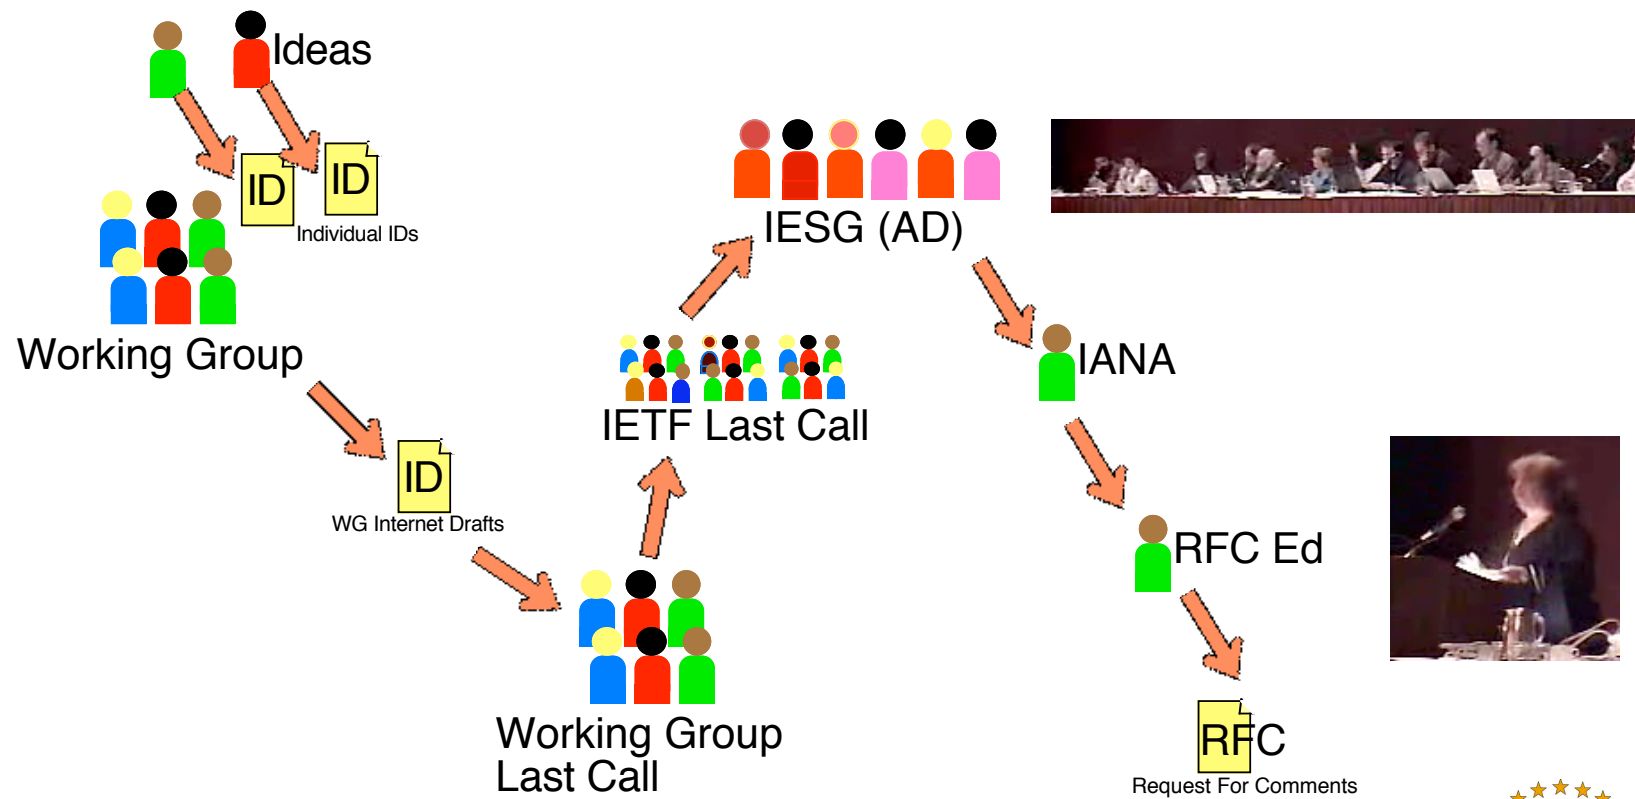 Ideas
ID
ID
Individual IDs
Working Group
ID
WG Internet Drafts
Working Group
Last Call
IETF Last Call
IESG (AD)
IANA
RFC Ed
RFC
Request For Comments